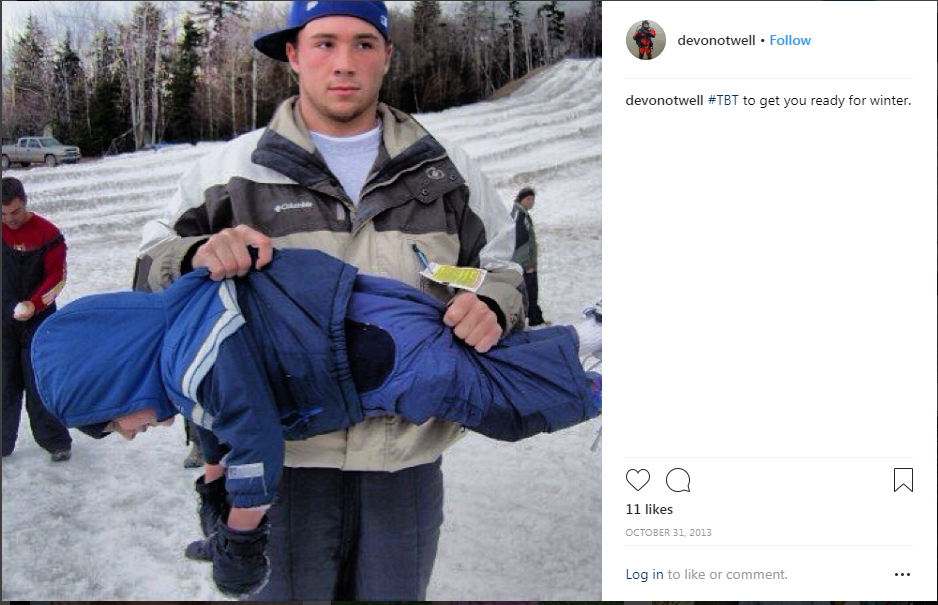 devonotwell • Follow
devonotwell #TBT to get you ready for winter.
Columbia
11 likes
OCTOBER 31, 2013
Log in to like or comment.